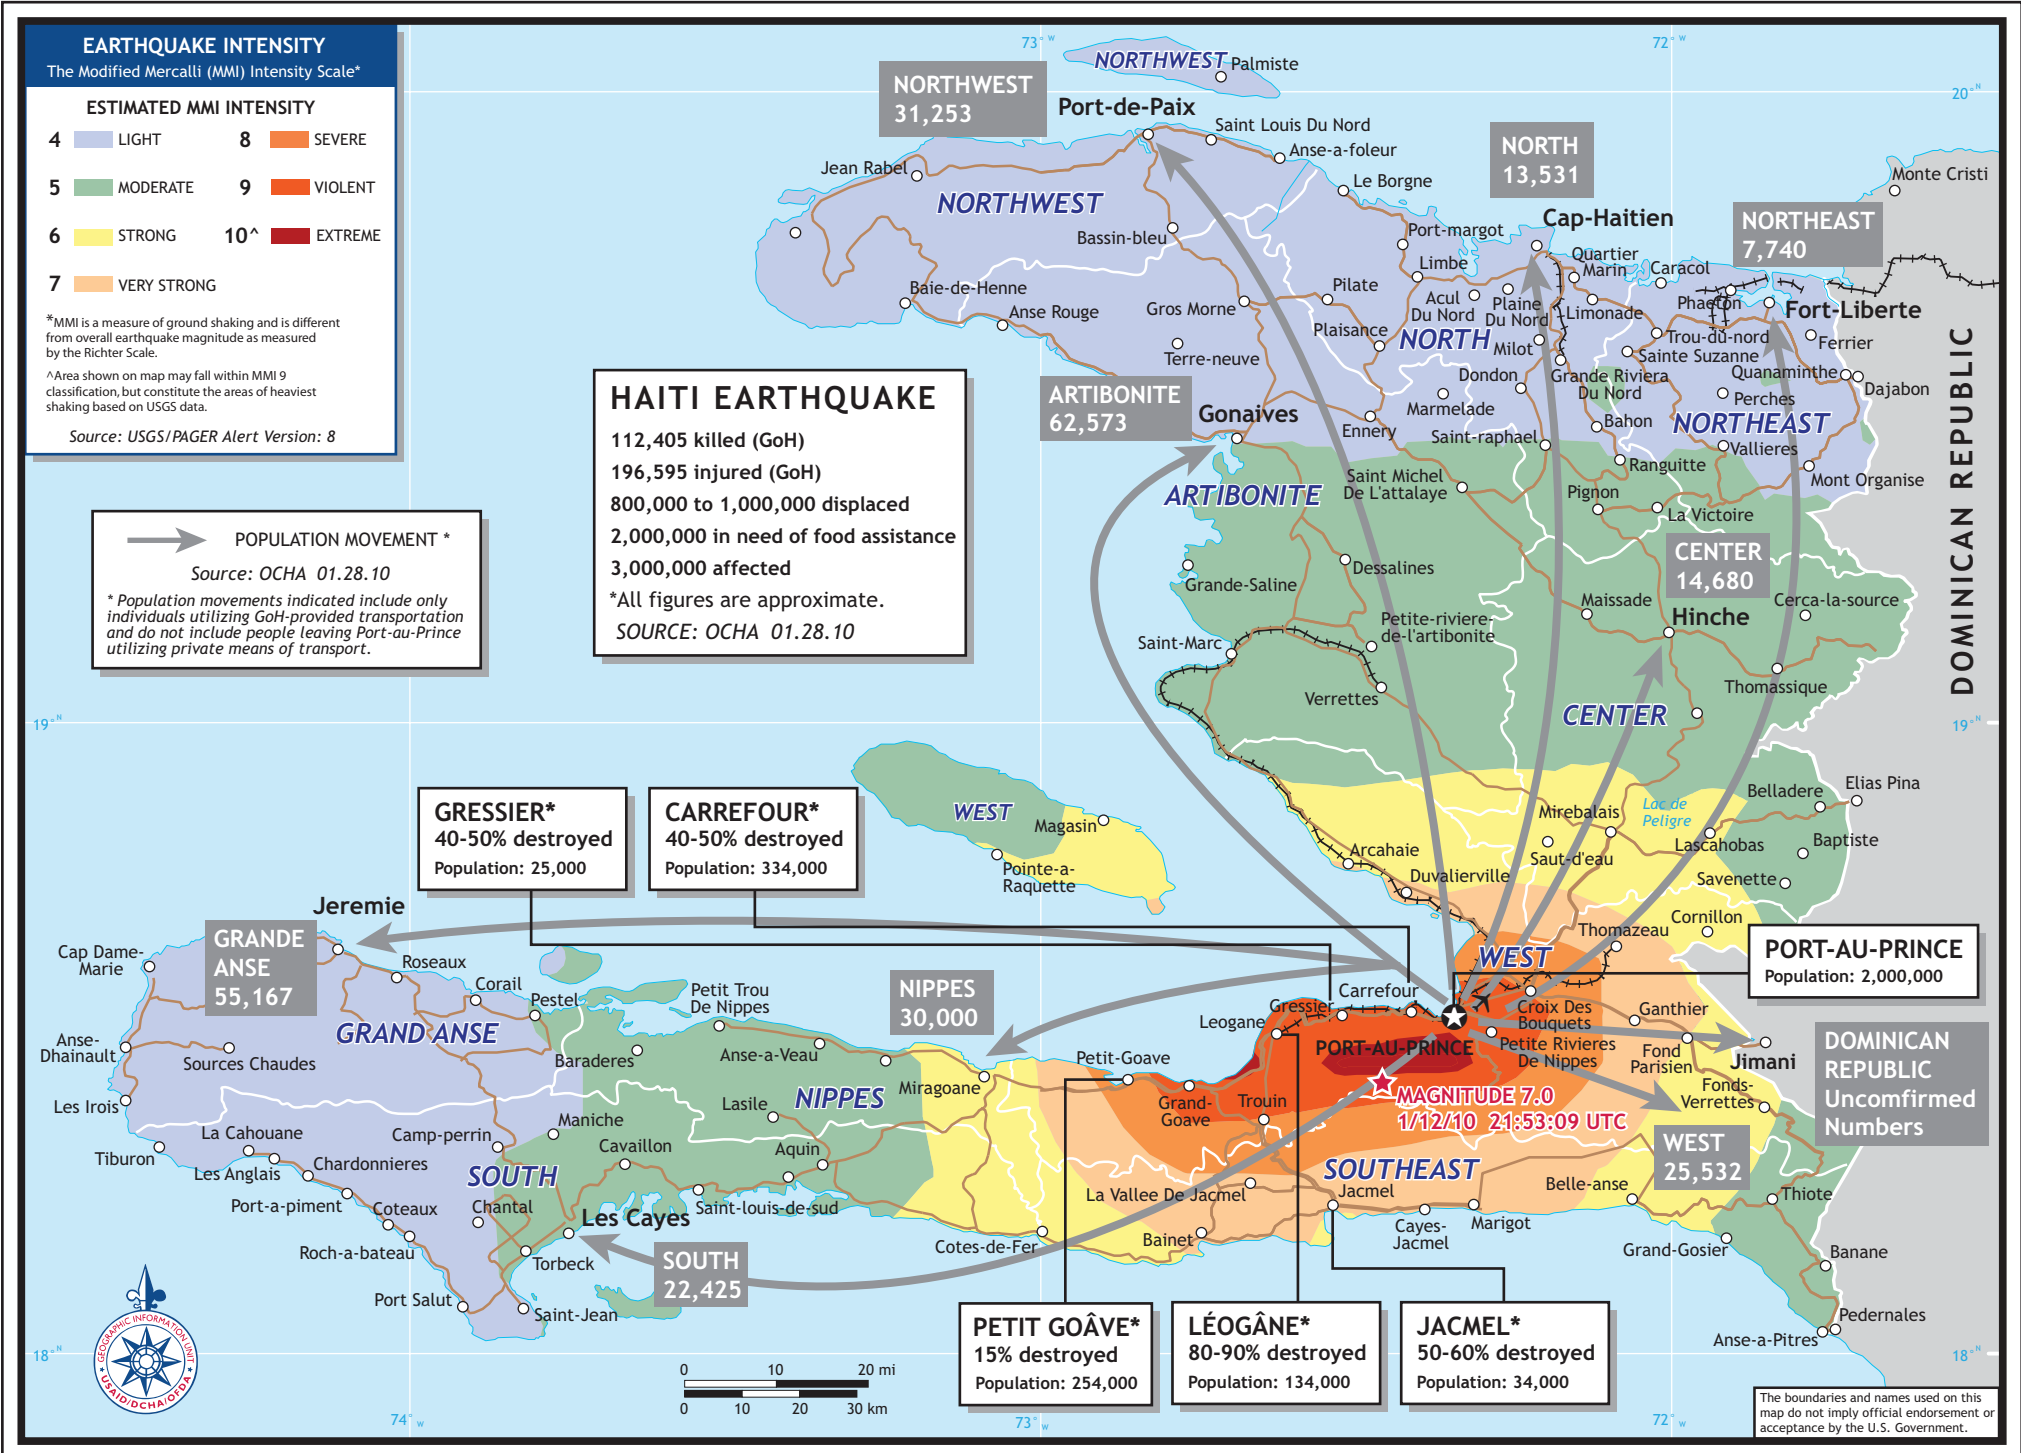 EARTHQUAKE INTENSITY
The Modified Mercalli (MMI) Intensity Scale*
ESTIMATED MMI INTENSITY
4 LIGHT
8 SEVERE
5 MODERATE
9 VIOLENT
6 STRONG
10^ EXTREME
7 VERY STRONG
*MMI is a measure of ground shaking and is different
from overall earthquake magnitude as measured
by the Richter Scale.
^Area shown on map may fall within MMI 9
classification, but constitute the areas of heaviest
shaking based on USGS data.
Source: USGS/PAGER Alert Version: 8
POPULATION MOVEMENT *
Source: OCHA 01.28.10
* Population movements indicated include only
individuals utilizing GoH-provided transportation
and do not include people leaving Port-au-Prince
utilizing private means of transport.
HAITI EARTHQUAKE
112,405 killed (GoH)
196,595 injured (GoH)
800,000 to 1,000,000 displaced
2,000,000 in need of food assistance
3,000,000 affected
*All figures are approximate.
SOURCE: OCHA 01.28.10
73° W
72° W
20° N
NORTHWEST
31,253
NORTHWEST
Palmiste
Port-de-Paix
Saint Louis Du Nord
Anse-a-foleur
Jean Rabel
Le Borgne
NORTHWEST
NORTH
13,531
Cap-Haitien
Monte Cristi
NORTHEAST
7,740
Bassin-bleu
Port-margot
Limbe
Quartier
Marin
Caracol
Baie-de-Henne
Anse Rouge
Gros Morne
Pilate
Acul
Du Nord
Plaine
Du Nord
Limonade
Phaeton
Fort-Liberte
Plaisance
NORTH
Milot
Trou-du-nord
Sainte Suzanne
Ferrier
Terre-neuve
Dondon
Grande Riviera
Du Nord
Quanaminthe
Dajabon
Perches
ARTIBONITE
62,573
Gonaives
Marmelade
Ennery
Bahon
NORTHEAST
Saint-raphael
Vallieres
Ranguitte
Mont Organise
DOMINICAN REPUBLIC
ARTIBONITE
Saint Michel
De L'attalaye
Pignon
La Victoire
CENTER
14,680
Dessalines
Grande-Saline
Maissade
Hinche
Cerca-la-source
Petite-riviere-
de-l'artibonite
Saint-Marc
Verrettes
Thomassique
CENTER
19° N
19° N
WEST
Magasin
Pointe-a-
Raquette
Arcahaie
Duvalierville
Mirebalais
Lac de
Peligre
Saut-d'eau
Lascahobas
Belladere
Elias Pina
Baptiste
Savenette
Cornillon
Thomazeau
GRESSIER*
40-50% destroyed
Population: 25,000
CARREFOUR*
40-50% destroyed
Population: 334,000
PORT-AU-PRINCE
Population: 2,000,000
Jeremie
GRANDE
ANSE
55,167
Cap Dame-
Marie
Roseaux
Corail
Pestel
Petit Trou
De Nippes
NIPPES
30,000
WEST
Carrefour
Gressier
Leogane
Croix Des
Bouquets
Ganthier
GRAND ANSE
Anse-
Dhainault
Sources Chaudes
Baraderes
Anse-a-Veau
Miragoane
Petit-Goave
PORT-AU-PRINCE
Petite Rivieres
De Nippes
Fond
Parisien
Jimani
DOMINICAN
REPUBLIC
Uncomfirmed
Numbers
Les Irois
NIPPES
Lasile
Grand-
Goave
Trouin
MAGNITUDE 7.0
1/12/10 21:53:09 UTC
Fonds-
Verrettes
WEST
25,532
Tiburon
La Cahouane
Les Anglais
Chardonnieres
Camp-perrin
Maniche
Cavaillon
Aquin
SOUTH
SOUTHEAST
Port-a-piment
Coteaux
Chantal
Les Cayes
Saint-louis-de-sud
La Vallee De Jacmel
Jacmel
Belle-anse
Thiote
Roch-a-bateau
Torbeck
Cotes-de-Fer
Bainet
Cayes-
Jacmel
Marigot
Grand-Gosier
Banane
SOUTH
22,425
Port Salut
Saint-Jean
Pedernales
Anse-a-Pitres
PETIT GOÂVE*
15% destroyed
Population: 254,000
LÉOGÂNE*
80-90% destroyed
Population: 134,000
JACMEL*
50-60% destroyed
Population: 34,000
GEOGRAPHIC INFORMATION UNIT
USAID/DCHA/OFDA
0 10 20 mi
0 10 20 30 km
18° N
18° N
74° W
73° W
72° W
The boundaries and names used on this
map do not imply official endorsement or
acceptance by the U.S. Government.